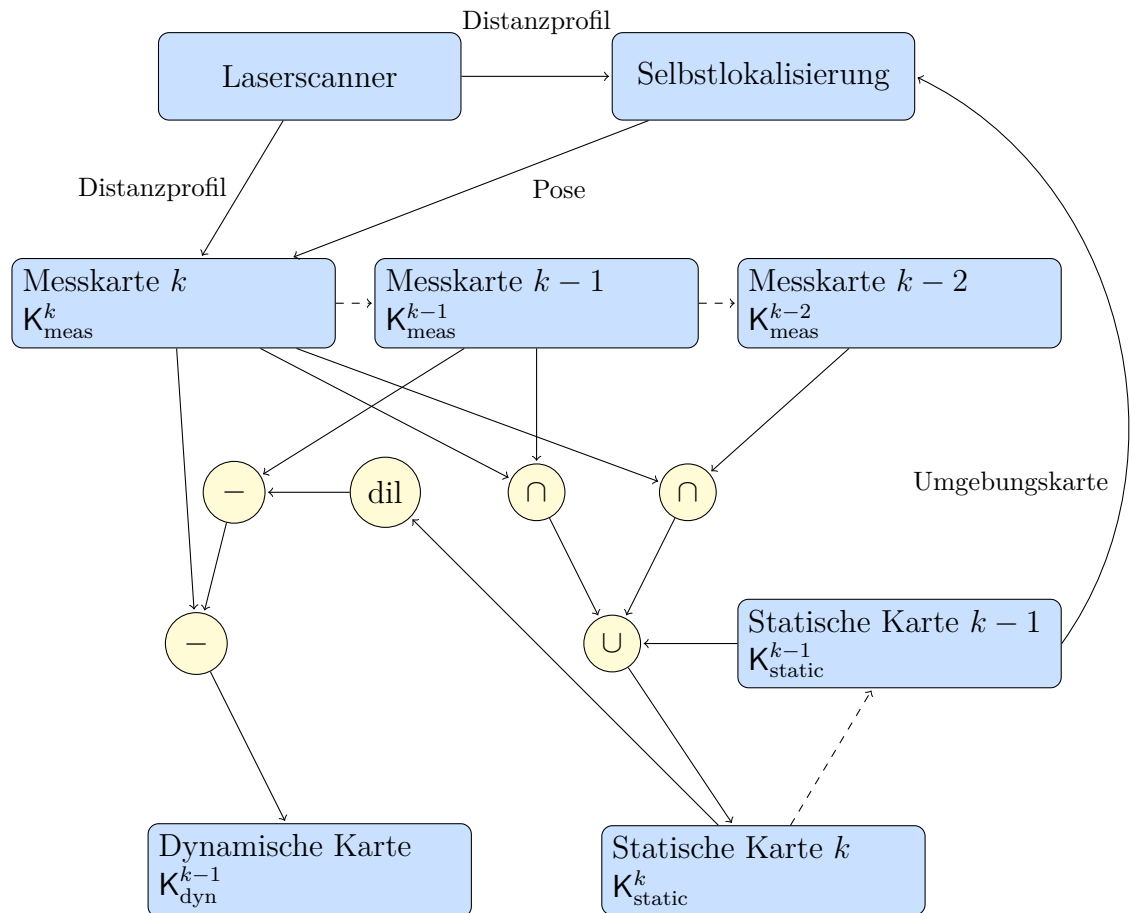 Distanzprofil
Laserscanner
Selbstlokalisierung
Distanzprofil
Pose
Messkarte k
K^k_meas
Messkarte k − 1
K^{k−1}_meas
Messkarte k − 2
K^{k−2}_meas
−
dil
∩
∩
Umgebungskarte
−
∪
Statische Karte k − 1
K^{k−1}_static
Dynamische Karte
K^{k−1}_dyn
Statische Karte k
K^k_static